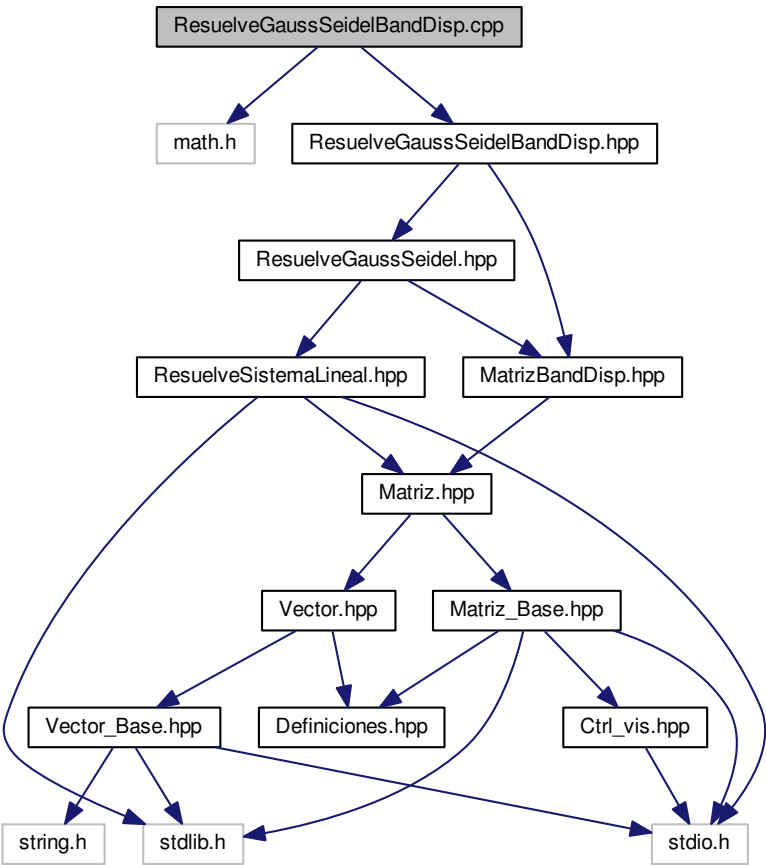 ResuelveGaussSeidelBandDisp.cpp
math.h
ResuelveGaussSeidelBandDisp.hpp
ResuelveGaussSeidel.hpp
ResuelveSistemaLineal.hpp
MatrizBandDisp.hpp
Matriz.hpp
Vector.hpp
Matriz_Base.hpp
Vector_Base.hpp
Definiciones.hpp
Ctrl_vis.hpp
string.h
stdlib.h
stdio.h